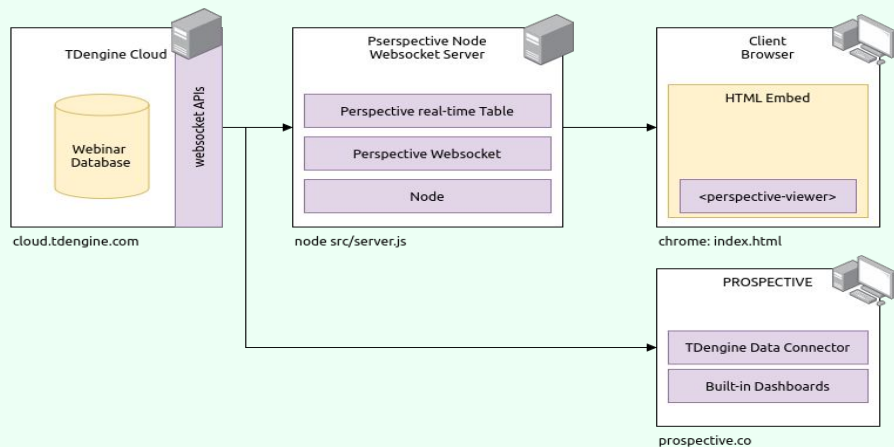 TDengine Cloud
Webinar
Database
websocket APIs
cloud.tdengine.com
Pserspective Node
Websocket Server
Perspective real-time Table
Perspective Websocket
Node
node src/server.js
Client
Browser
HTML Embed
<perspective-viewer>
chrome: index.html
PROSPECTIVE
TDengine Data Connector
Built-in Dashboards
prospective.co